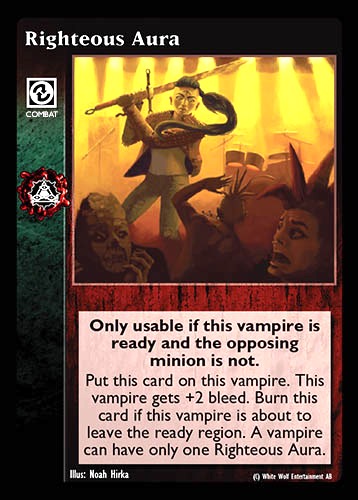 Righteous Aura
COMBAT
Only usable if this vampire is
ready and the opposing
minion is not.
Put this card on this vampire. This
vampire gets +2 bleed. Burn this
card if this vampire is about to
leave the ready region. A vampire
can have only one Righteous Aura.
Illus: Noah Hirka
(C) White Wolf Entertainment AB